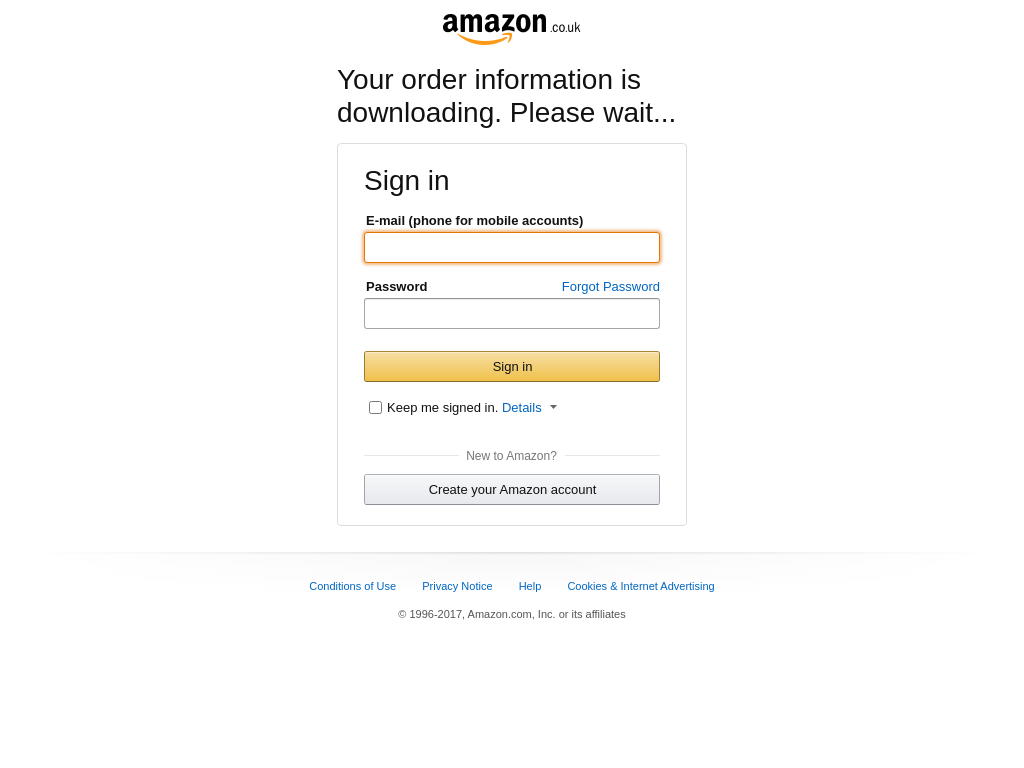 amazon.co.uk
Your order information is
downloading. Please wait...
Sign in
E-mail (phone for mobile accounts)
Password Forgot Password
Sign in
Keep me signed in. Details
New to Amazon?
Create your Amazon account
Conditions of Use Privacy Notice Help Cookies & Internet Advertising
© 1996-2017, Amazon.com, Inc. or its affiliates